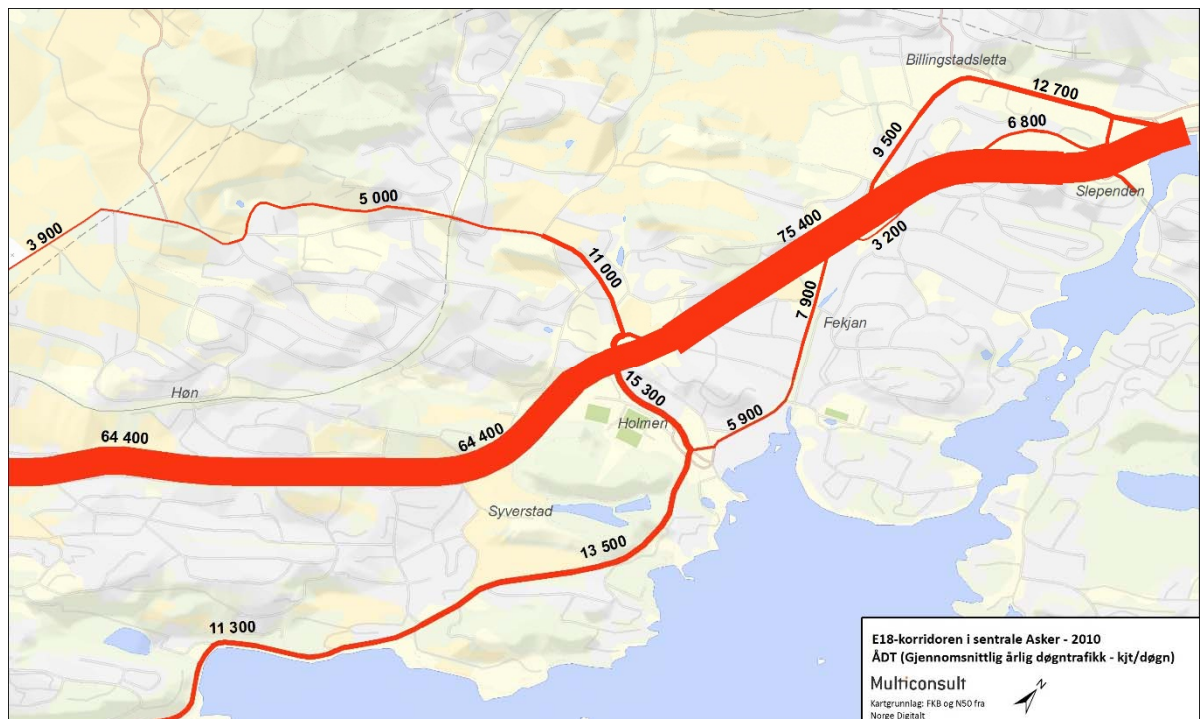 Billingstadsletta
12 700
6 800
9 500
Slependen
5 000
3 900
75 400
3 200
11 000
7 900
Fekjan
Høn
15 300
Holmen
5 900
64 400
64 400
Syverstad
13 500
11 300
E18-korridoren i sentrale Asker - 2010
ÅDT (Gjennomsnittlig årlig døgntrafikk - kjt/døgn)
Multiconsult
N
Kartgrunnlag: FKB og N50 fra
Norge Digitalt